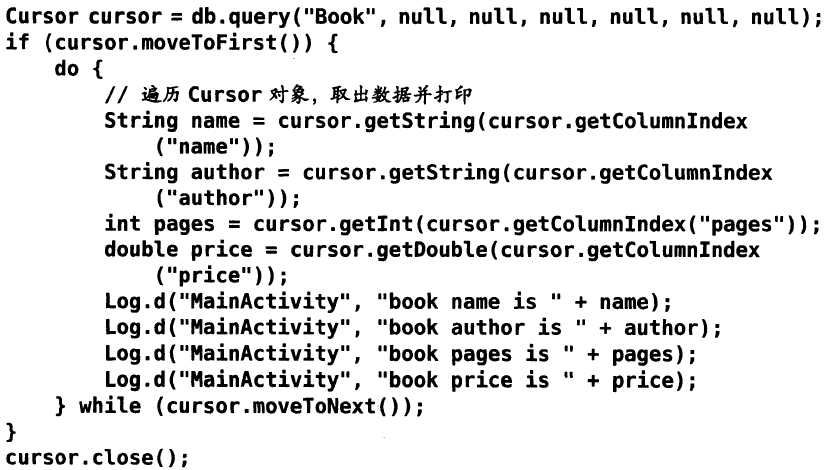 Cursor cursor = db.query("Book", null, null, null, null, null, null);
if (cursor.moveToFirst()) {
    do {
        // 遍历 Cursor 对象，取出数据并打印
        String name = cursor.getString(cursor.getColumnIndex
            ("name"));
        String author = cursor.getString(cursor.getColumnIndex
            ("author"));
        int pages = cursor.getInt(cursor.getColumnIndex("pages"));
        double price = cursor.getDouble(cursor.getColumnIndex
            ("price"));
        Log.d("MainActivity", "book name is " + name);
        Log.d("MainActivity", "book author is " + author);
        Log.d("MainActivity", "book pages is " + pages);
        Log.d("MainActivity", "book price is " + price);
    } while (cursor.moveToNext());
}
cursor.close();